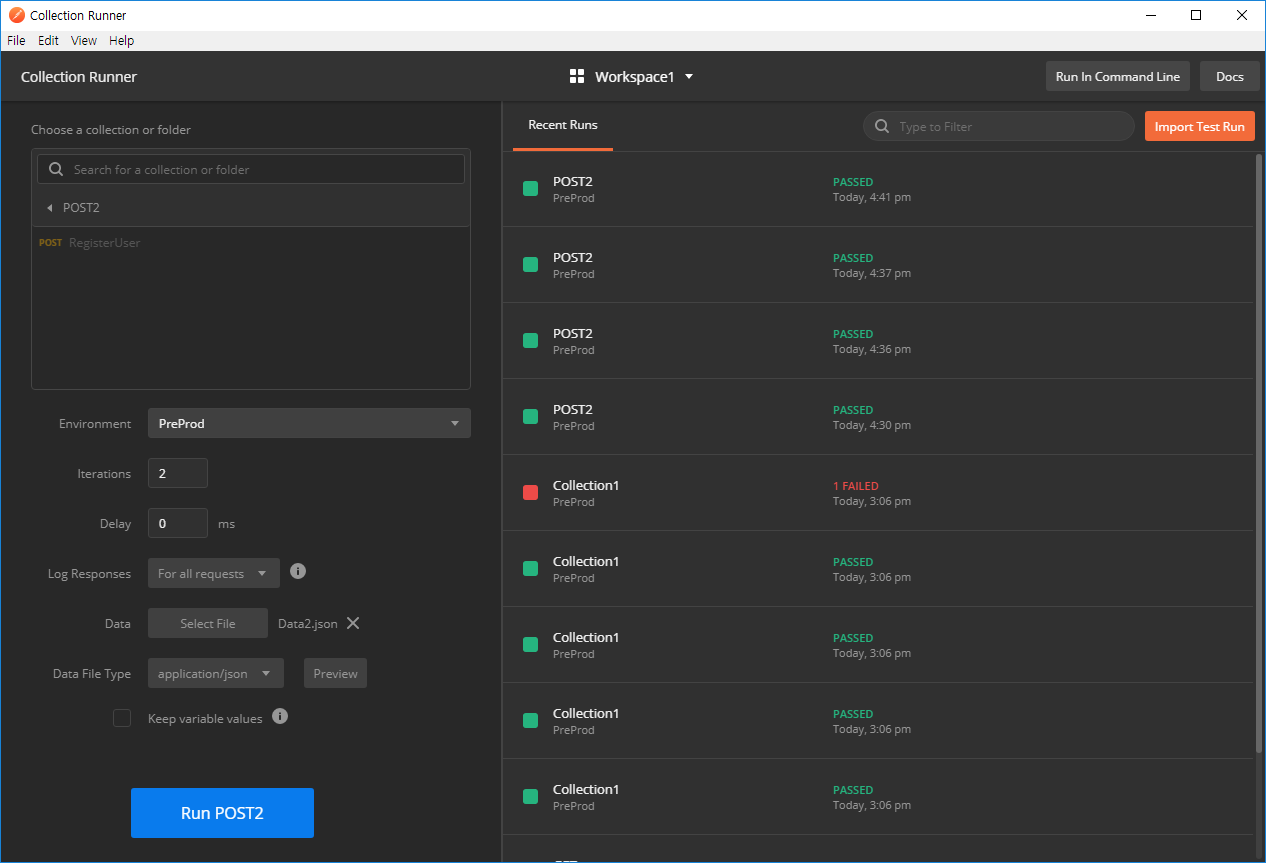 Collection Runner
File Edit View Help
Collection Runner
Workspace1
Run In Command Line
Docs
Choose a collection or folder
Search for a collection or folder
POST2
POST RegisterUser
Environment PreProd
Iterations 2
Delay 0 ms
Log Responses For all requests
Data Select File Data2.json
Data File Type application/json Preview
Keep variable values
Run POST2
Recent Runs
Type to Filter
Import Test Run
POST2 PASSED
PreProd Today, 4:41 pm
POST2 PASSED
PreProd Today, 4:37 pm
POST2 PASSED
PreProd Today, 4:36 pm
POST2 PASSED
PreProd Today, 4:30 pm
Collection1 1 FAILED
PreProd Today, 3:06 pm
Collection1 PASSED
PreProd Today, 3:06 pm
Collection1 PASSED
PreProd Today, 3:06 pm
Collection1 PASSED
PreProd Today, 3:06 pm
Collection1 PASSED
PreProd Today, 3:06 pm